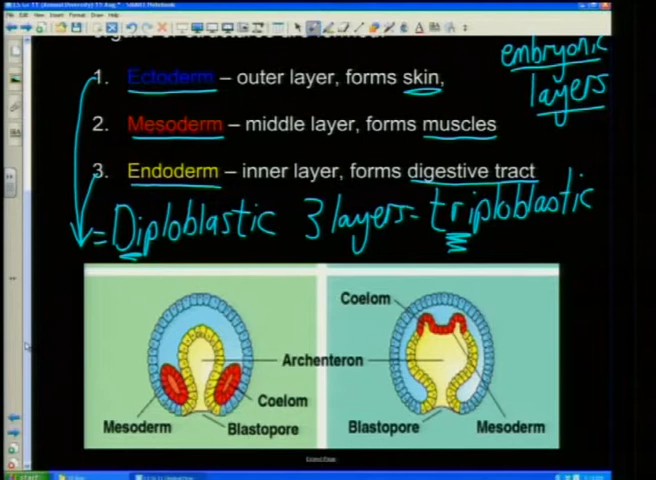 embryonic
layers
1. Ectoderm – outer layer, forms skin,
2. Mesoderm – middle layer, forms muscles
3. Endoderm – inner layer, forms digestive tract
= Diploblastic 3 layers = triploblastic
Coelom
Archenteron
Coelom
Mesoderm
Blastopore
Blastopore
Mesoderm